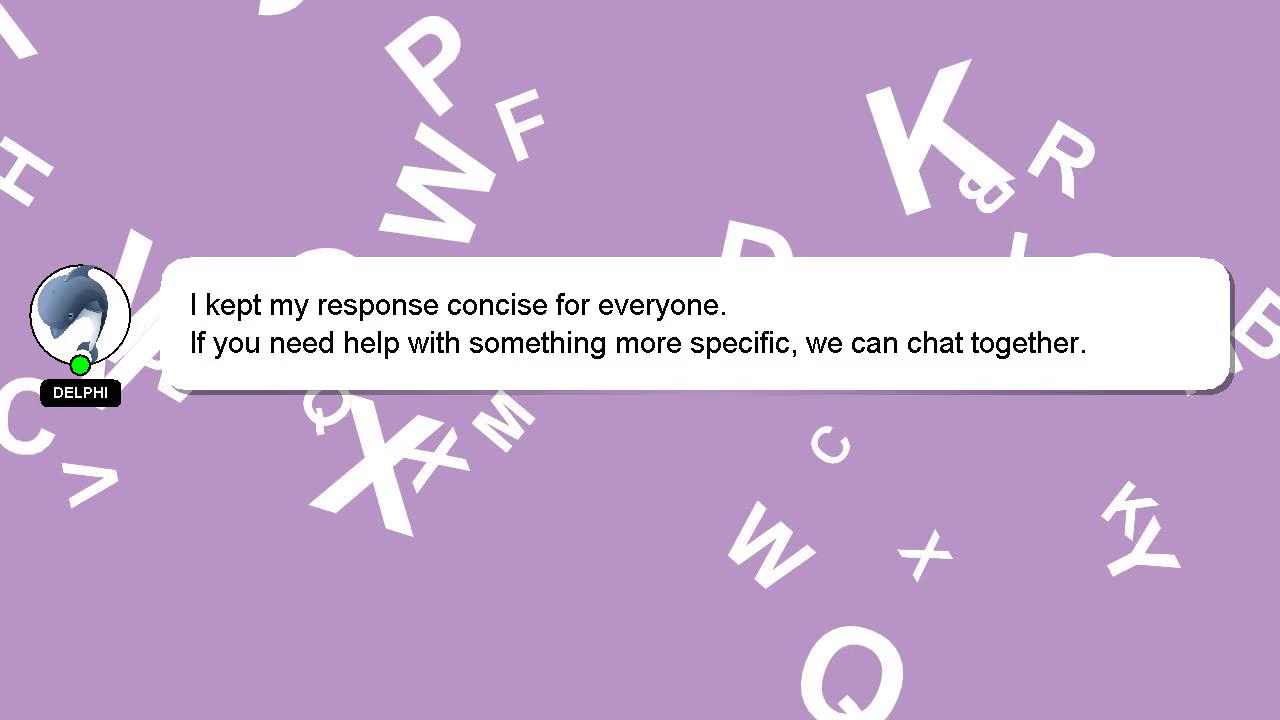 I kept my response concise for everyone.
If you need help with something more specific, we can chat together.
DELPHI